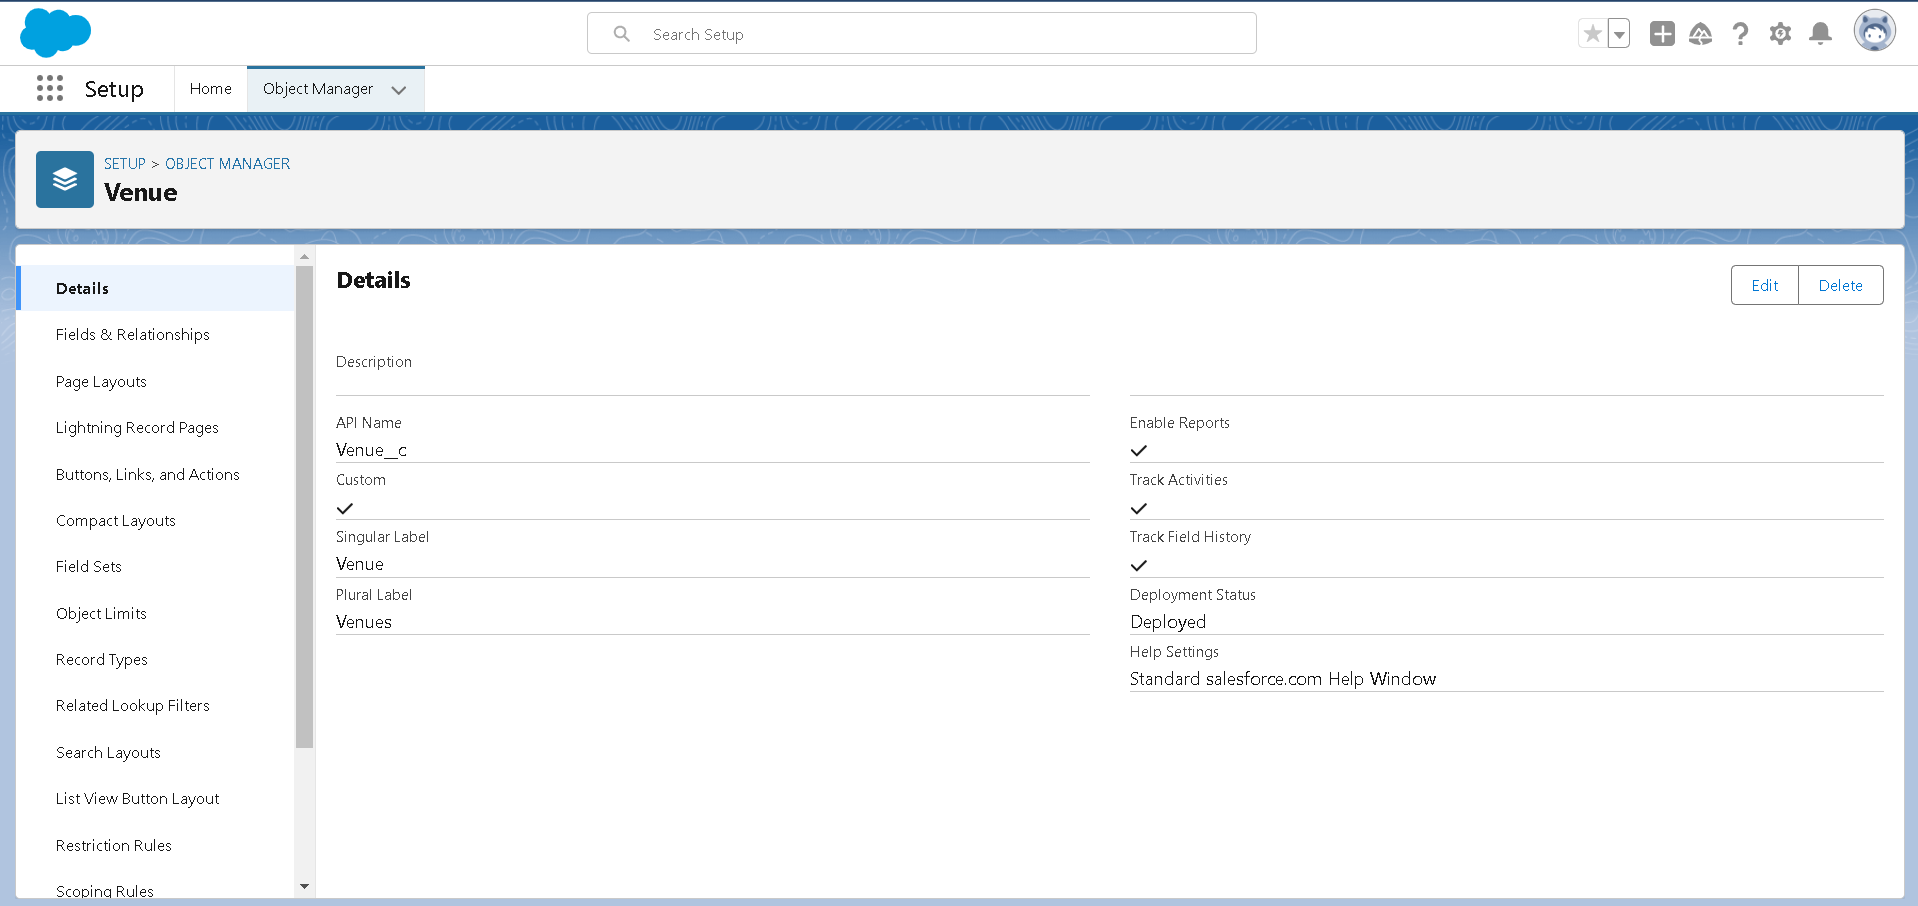 Search Setup
Setup
Home
Object Manager
SETUP > OBJECT MANAGER
Venue
Details
Fields & Relationships
Page Layouts
Lightning Record Pages
Buttons, Links, and Actions
Compact Layouts
Field Sets
Object Limits
Record Types
Related Lookup Filters
Search Layouts
List View Button Layout
Restriction Rules
Scoping Rules
Details
Edit
Delete
Description
API Name
Venue__c
Custom
Singular Label
Venue
Plural Label
Venues
Enable Reports
Track Activities
Track Field History
Deployment Status
Deployed
Help Settings
Standard salesforce.com Help Window